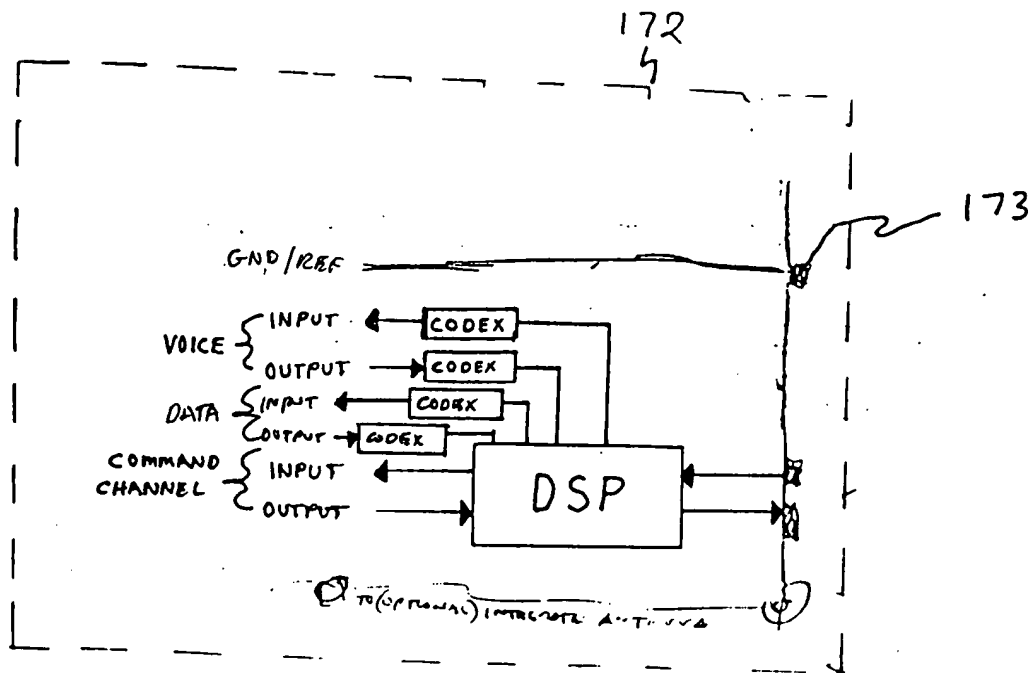 172
173
GND/REF
VOICE
INPUT
CODEX
OUTPUT
CODEX
DATA
INPUT
CODEX
OUTPUT
CODEX
COMMAND
CHANNEL
INPUT
OUTPUT
DSP
TO (OPTIONAL)